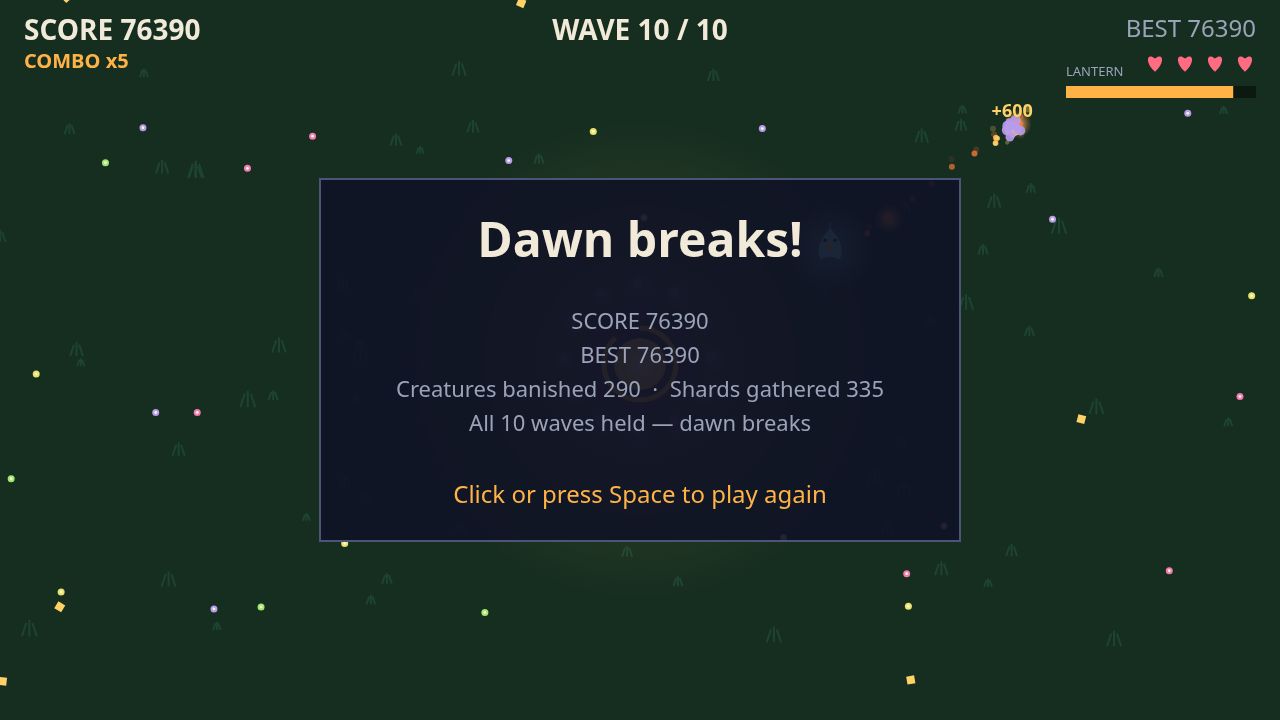 SCORE 76390
WAVE 10 / 10
BEST 76390
COMBO x5
LANTERN
+600
Dawn breaks!
SCORE 76390
BEST 76390
Creatures banished 290 · Shards gathered 335
All 10 waves held — dawn breaks
Click or press Space to play again